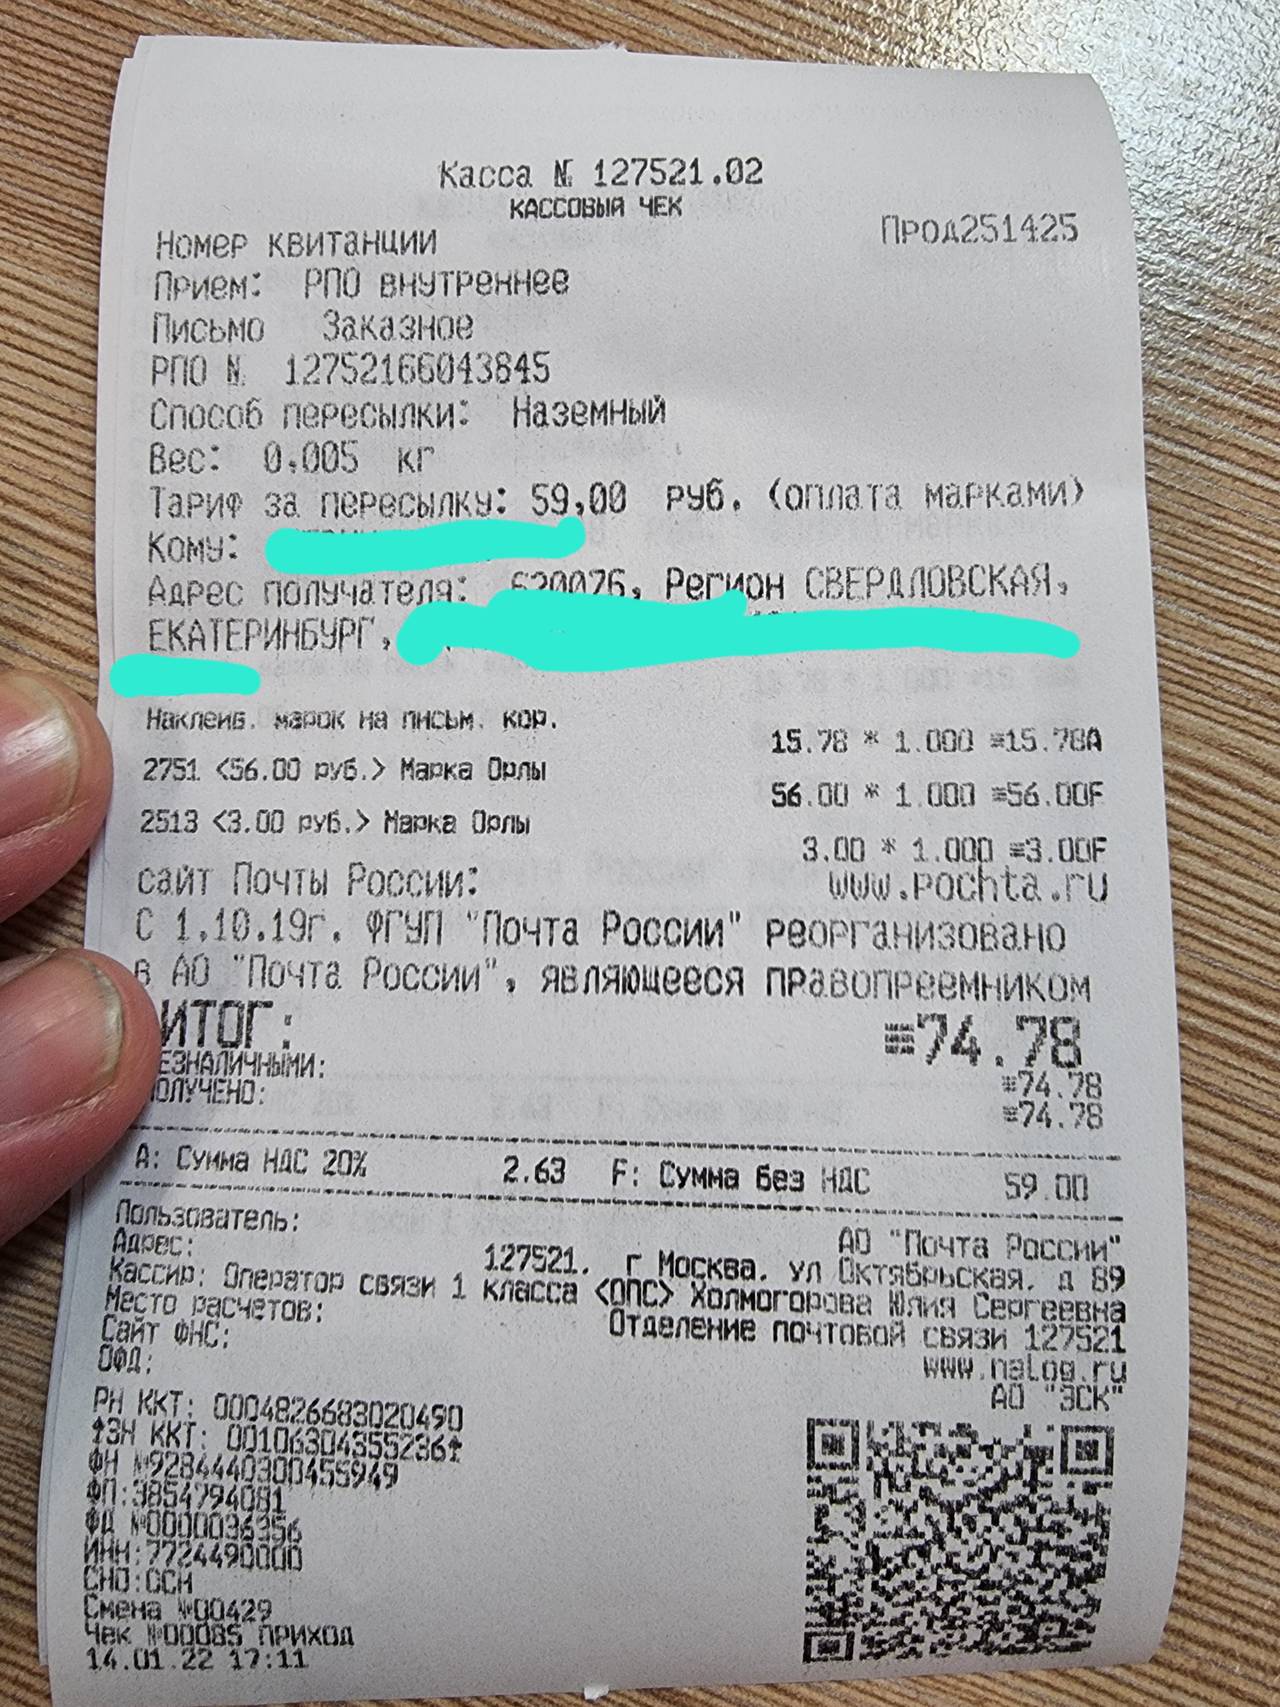 Касса № 127521.02
КАССОВЫЙ ЧЕК
Номер квитанции Прод251425
Прием: РПО внутреннее
Письмо Заказное
РПО № 12752166043845
Способ пересылки: Наземный
Вес: 0,005 кг
Тариф за пересылку: 59,00 руб. (оплата марками)
Кому:
Адрес получателя: 620076, Регион СВЕРДЛОВСКАЯ,
ЕКАТЕРИНБУРГ,
Наклеив. марок на письм. кор.
15.78 * 1.000 ≡15.78A
2751 <56.00 руб.> Марка Орлы
56.00 * 1.000 ≡56.00F
2513 <3.00 руб.> Марка Орлы
3.00 * 1.000 ≡3.00F
сайт Почты России: www.pochta.ru
С 1.10.19г. ФГУП "Почта России" реорганизовано
в АО "Почта России", являющееся правопреемником
ИТОГ: ≡74.78
ЕЗНАЛИЧНЫМИ: ≡74.78
ОЛУЧЕНО: ≡74.78
A: Сумма НДС 20% 2.63 F: Сумма без НДС 59.00
Пользователь: АО "Почта России"
Адрес: 127521, г Москва, ул Октябрьская, д 89
Кассир: Оператор связи 1 класса <ОПС> Холмогорова Юлия Сергеевна
Место расчетов: Отделение почтовой связи 127521
Сайт ФНС: www.nalog.ru
ОФД: АО "ЭСК"
РН ККТ: 0004826683020490
↑ЗН ККТ: 00106304355236↑
ФН №9284440300455949
ФП:3854794081
ФД №0000036356
ИНН:7724490000
СНО:ОСН
Смена №00429
Чек №00085 ПРИХОД
14.01.22 17:11